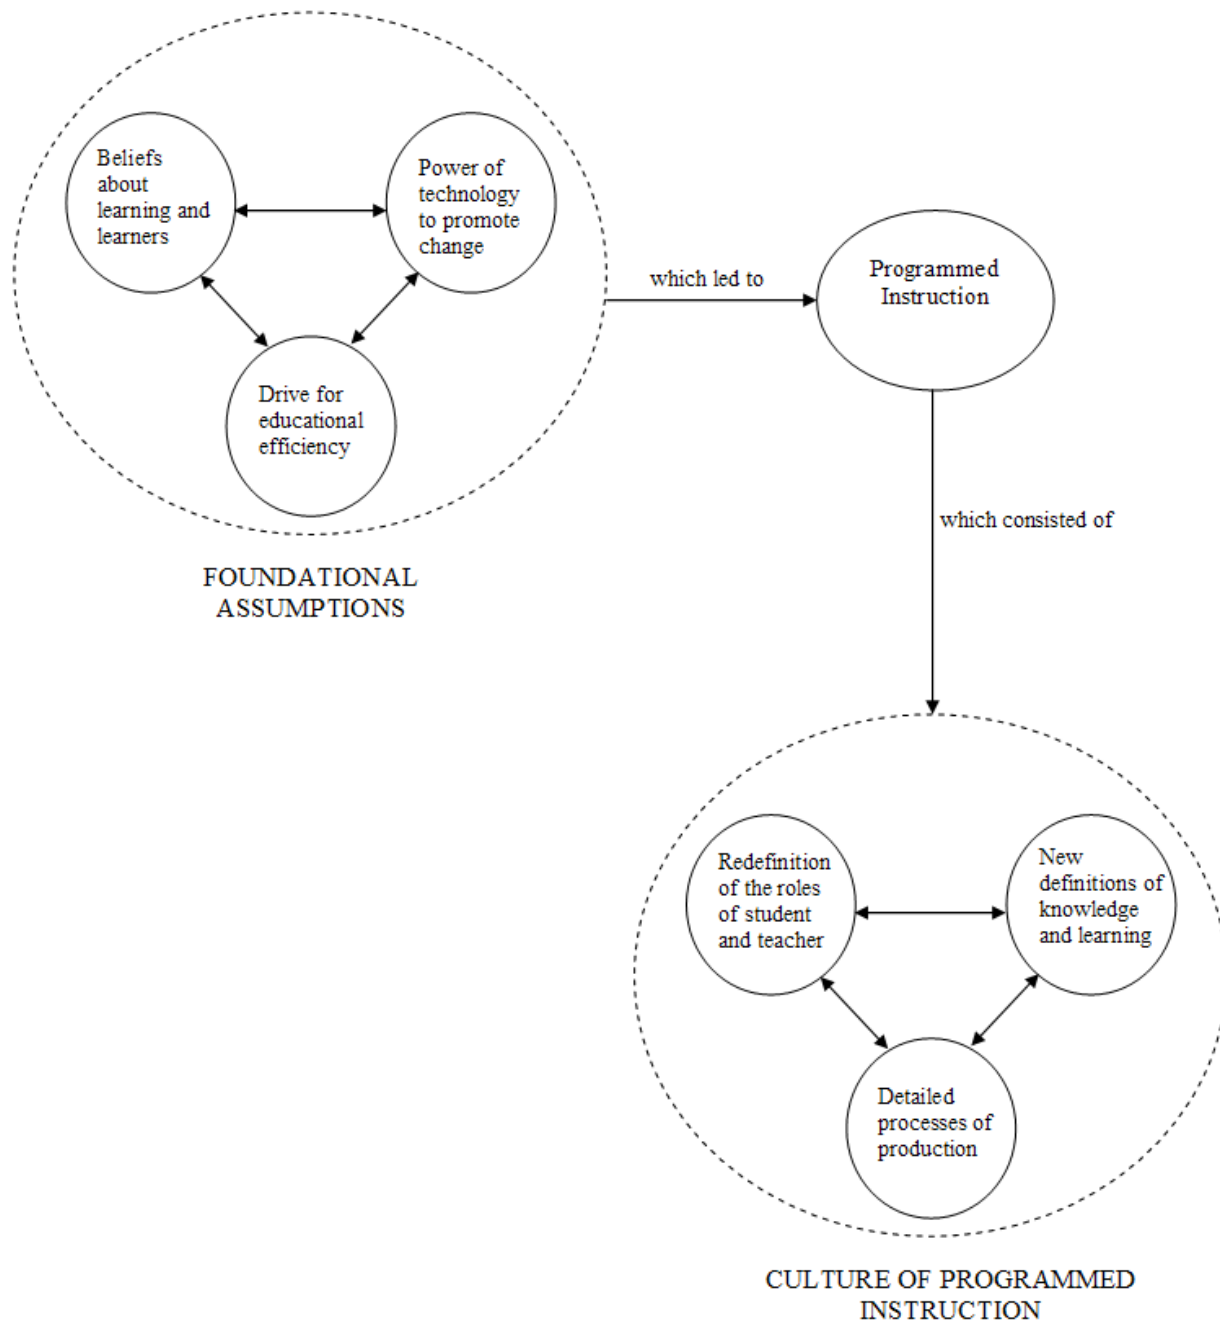 Beliefs
about
learning and
learners
Power of
technology
to promote
change
Drive for
educational
efficiency
FOUNDATIONAL
ASSUMPTIONS
which led to
Programmed
Instruction
which consisted of
Redefinition
of the roles
of student
and teacher
New
definitions of
knowledge
and learning
Detailed
processes of
production
CULTURE OF PROGRAMMED
INSTRUCTION